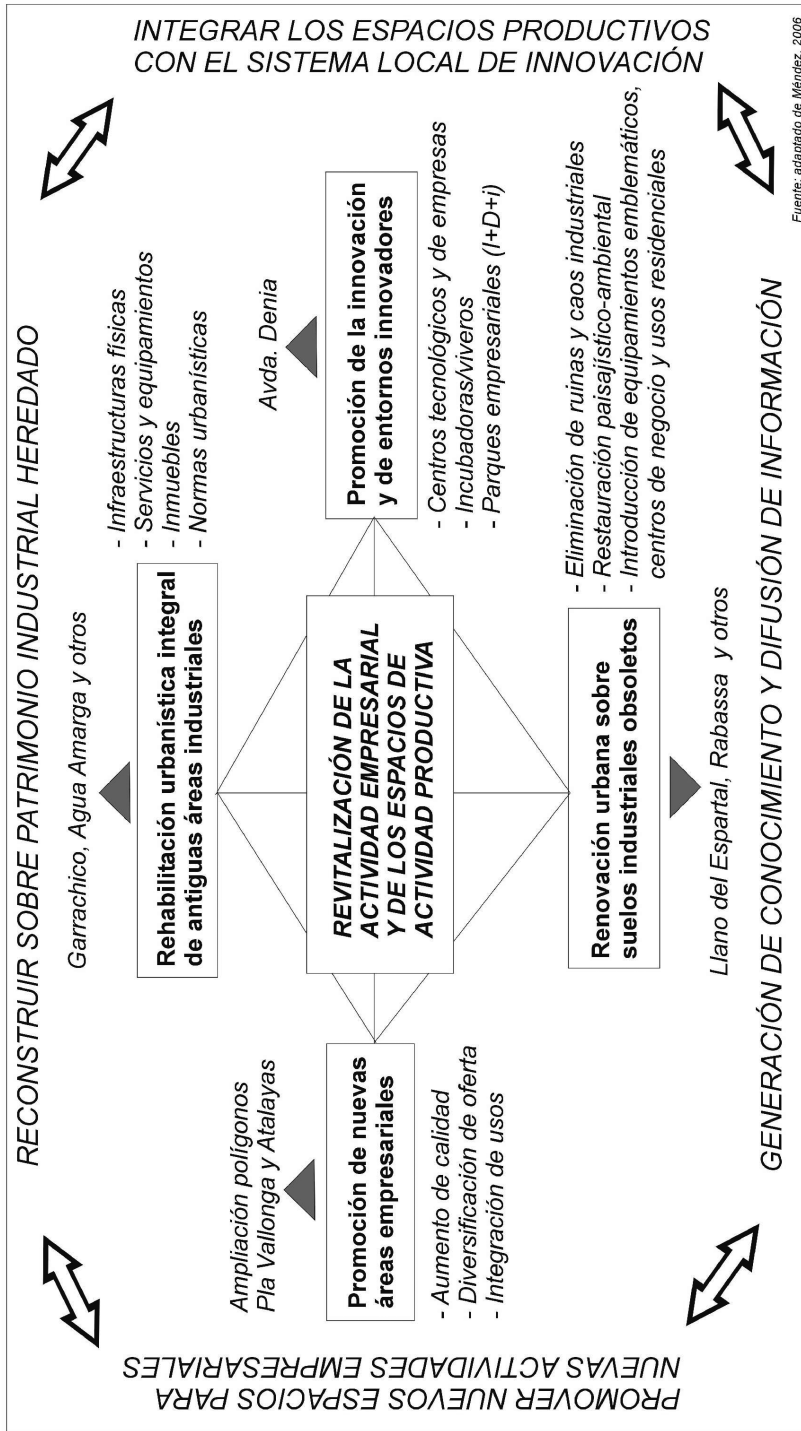 RECONSTRUIR SOBRE PATRIMONIO INDUSTRIAL HEREDADO
INTEGRAR LOS ESPACIOS PRODUCTIVOS
CON EL SISTEMA LOCAL DE INNOVACIÓN
PROMOVER NUEVOS ESPACIOS PARA
NUEVAS ACTIVIDADES EMPRESARIALES
Garrachico, Agua Amarga y otros
Rehabilitación urbanística integral
de antiguas áreas industriales
- Infraestructuras físicas
- Servicios y equipamientos
- Inmuebles
- Normas urbanísticas
Ampliación polígonos
Pla Vallonga y Atalayas
Promoción de nuevas
áreas empresariales
- Aumento de calidad
- Diversificación de oferta
- Integración de usos
REVITALIZACIÓN DE LA
ACTIVIDAD EMPRESARIAL
Y DE LOS ESPACIOS DE
ACTIVIDAD PRODUCTIVA
Avda. Denia
Promoción de la innovación
y de entornos innovadores
- Centros tecnológicos y de empresas
- Incubadoras/viveros
- Parques empresariales (I+D+i)
Renovación urbana sobre
suelos industriales obsoletos
- Eliminación de ruinas y caos industriales
- Restauración paisajístico-ambiental
- Introducción de equipamientos emblemáticos,
centros de negocio y usos residenciales
Llano del Espartal, Rabassa y otros
GENERACIÓN DE CONOCIMIENTO Y DIFUSIÓN DE INFORMACIÓN
Fuente: adaptado de Méndez, 2006